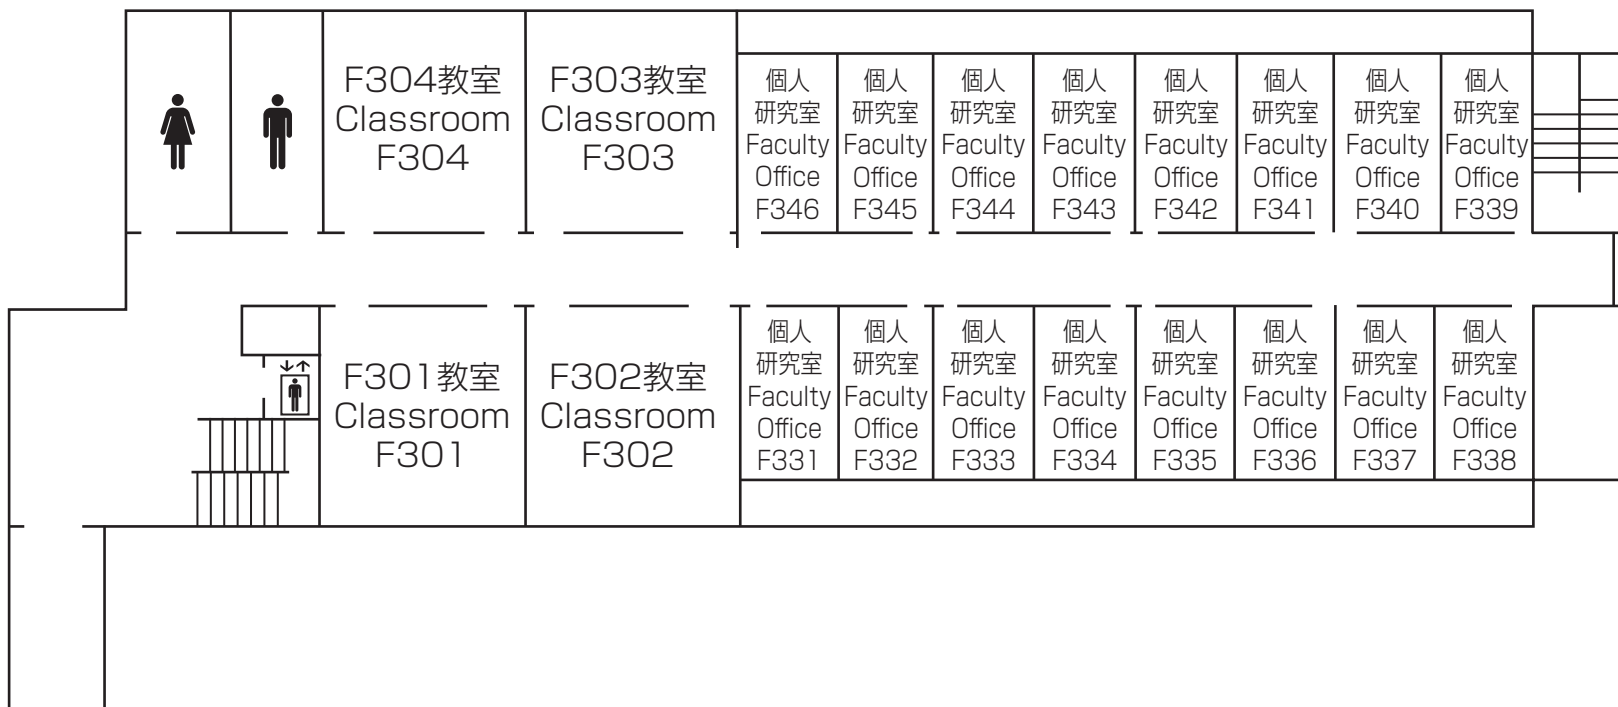 F304教室
Classroom
F304
F303教室
Classroom
F303
個人
研究室
Faculty
Office
F346
個人
研究室
Faculty
Office
F345
個人
研究室
Faculty
Office
F344
個人
研究室
Faculty
Office
F343
個人
研究室
Faculty
Office
F342
個人
研究室
Faculty
Office
F341
個人
研究室
Faculty
Office
F340
個人
研究室
Faculty
Office
F339
F301教室
Classroom
F301
F302教室
Classroom
F302
個人
研究室
Faculty
Office
F331
個人
研究室
Faculty
Office
F332
個人
研究室
Faculty
Office
F333
個人
研究室
Faculty
Office
F334
個人
研究室
Faculty
Office
F335
個人
研究室
Faculty
Office
F336
個人
研究室
Faculty
Office
F337
個人
研究室
Faculty
Office
F338